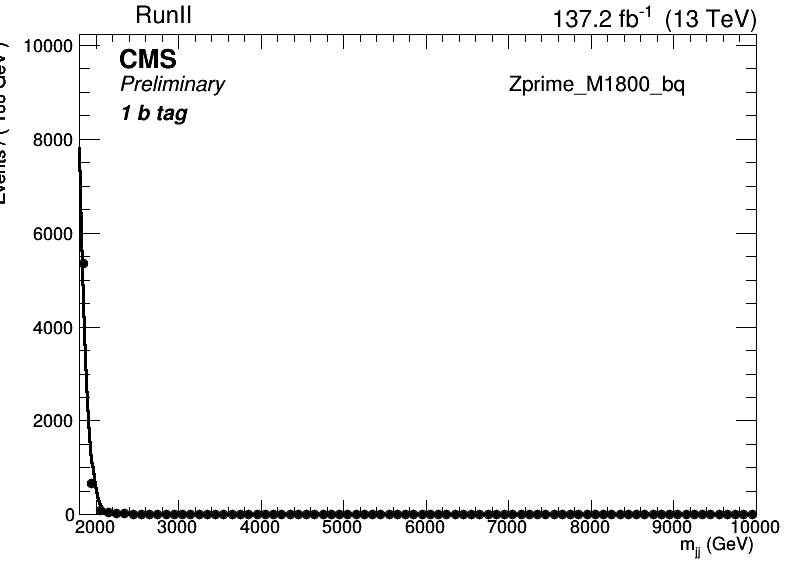 RunII 137.2 fb-1 (13 TeV)
CMS
Preliminary
Zprime_M1800_bq
1 b tag
Events / (
10000
8000
6000
4000
2000
0
2000 3000 4000 5000 6000 7000 8000 9000 10000
mjj (GeV)